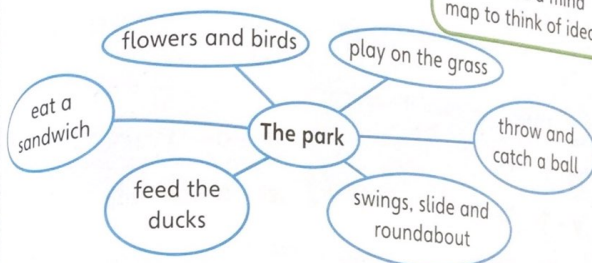 map to think of
flowers and birds
play on the grass
eat a
sandwich
The park
throw and
catch a ball
feed the
ducks
swings, slide and
roundabout